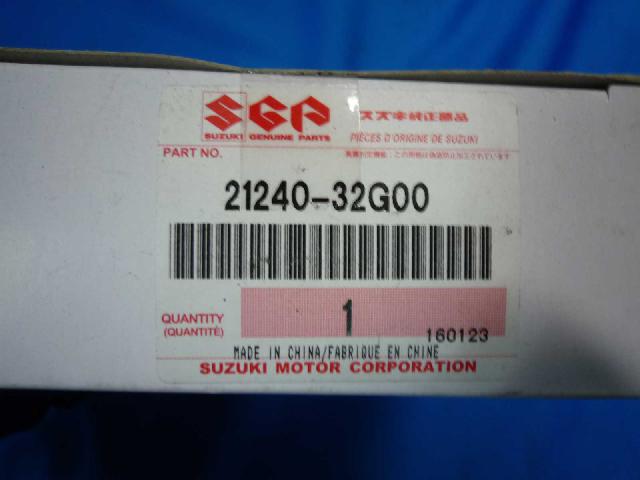 SGP スズキ純正部品
SUZUKI GENUINE PARTS
PIÈCES D'ORIGINE DE SUZUKI
PART NO.
21240-32G00
QUANTITY
(QUANTITÉ)
1
160123
MADE IN CHINA/FABRIQUE EN CHINE
SUZUKI MOTOR CORPORATION